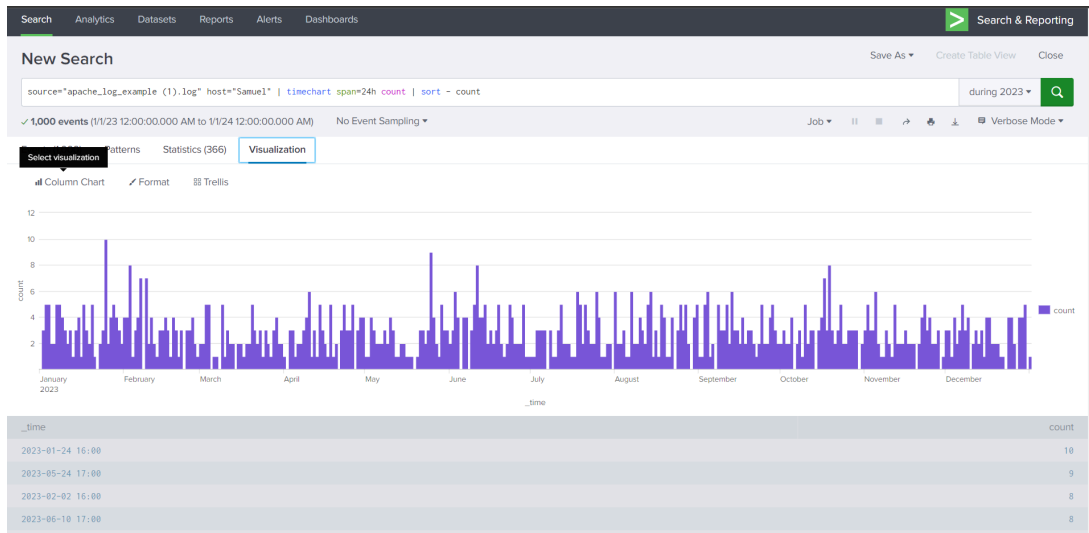 Search Analytics Datasets Reports Alerts Dashboards > Search & Reporting
New Search Save As ▾ Create Table View Close
source="apache_log_example (1).log" host="Samuel" | timechart span=24h count | sort - count during 2023 ▾
✓ 1,000 events (1/1/23 12:00:00.000 AM to 1/1/24 12:00:00.000 AM) No Event Sampling ▾ Job ▾ Verbose Mode ▾
Patterns Statistics (366) Visualization
Select visualization
Column Chart Format Trellis
12
10
8
6
4
2
count
count
January February March April May June July August September October November December
2023
_time
_time count
2023-01-24 16:00 10
2023-05-24 17:00 9
2023-02-02 16:00 8
2023-06-10 17:00 8